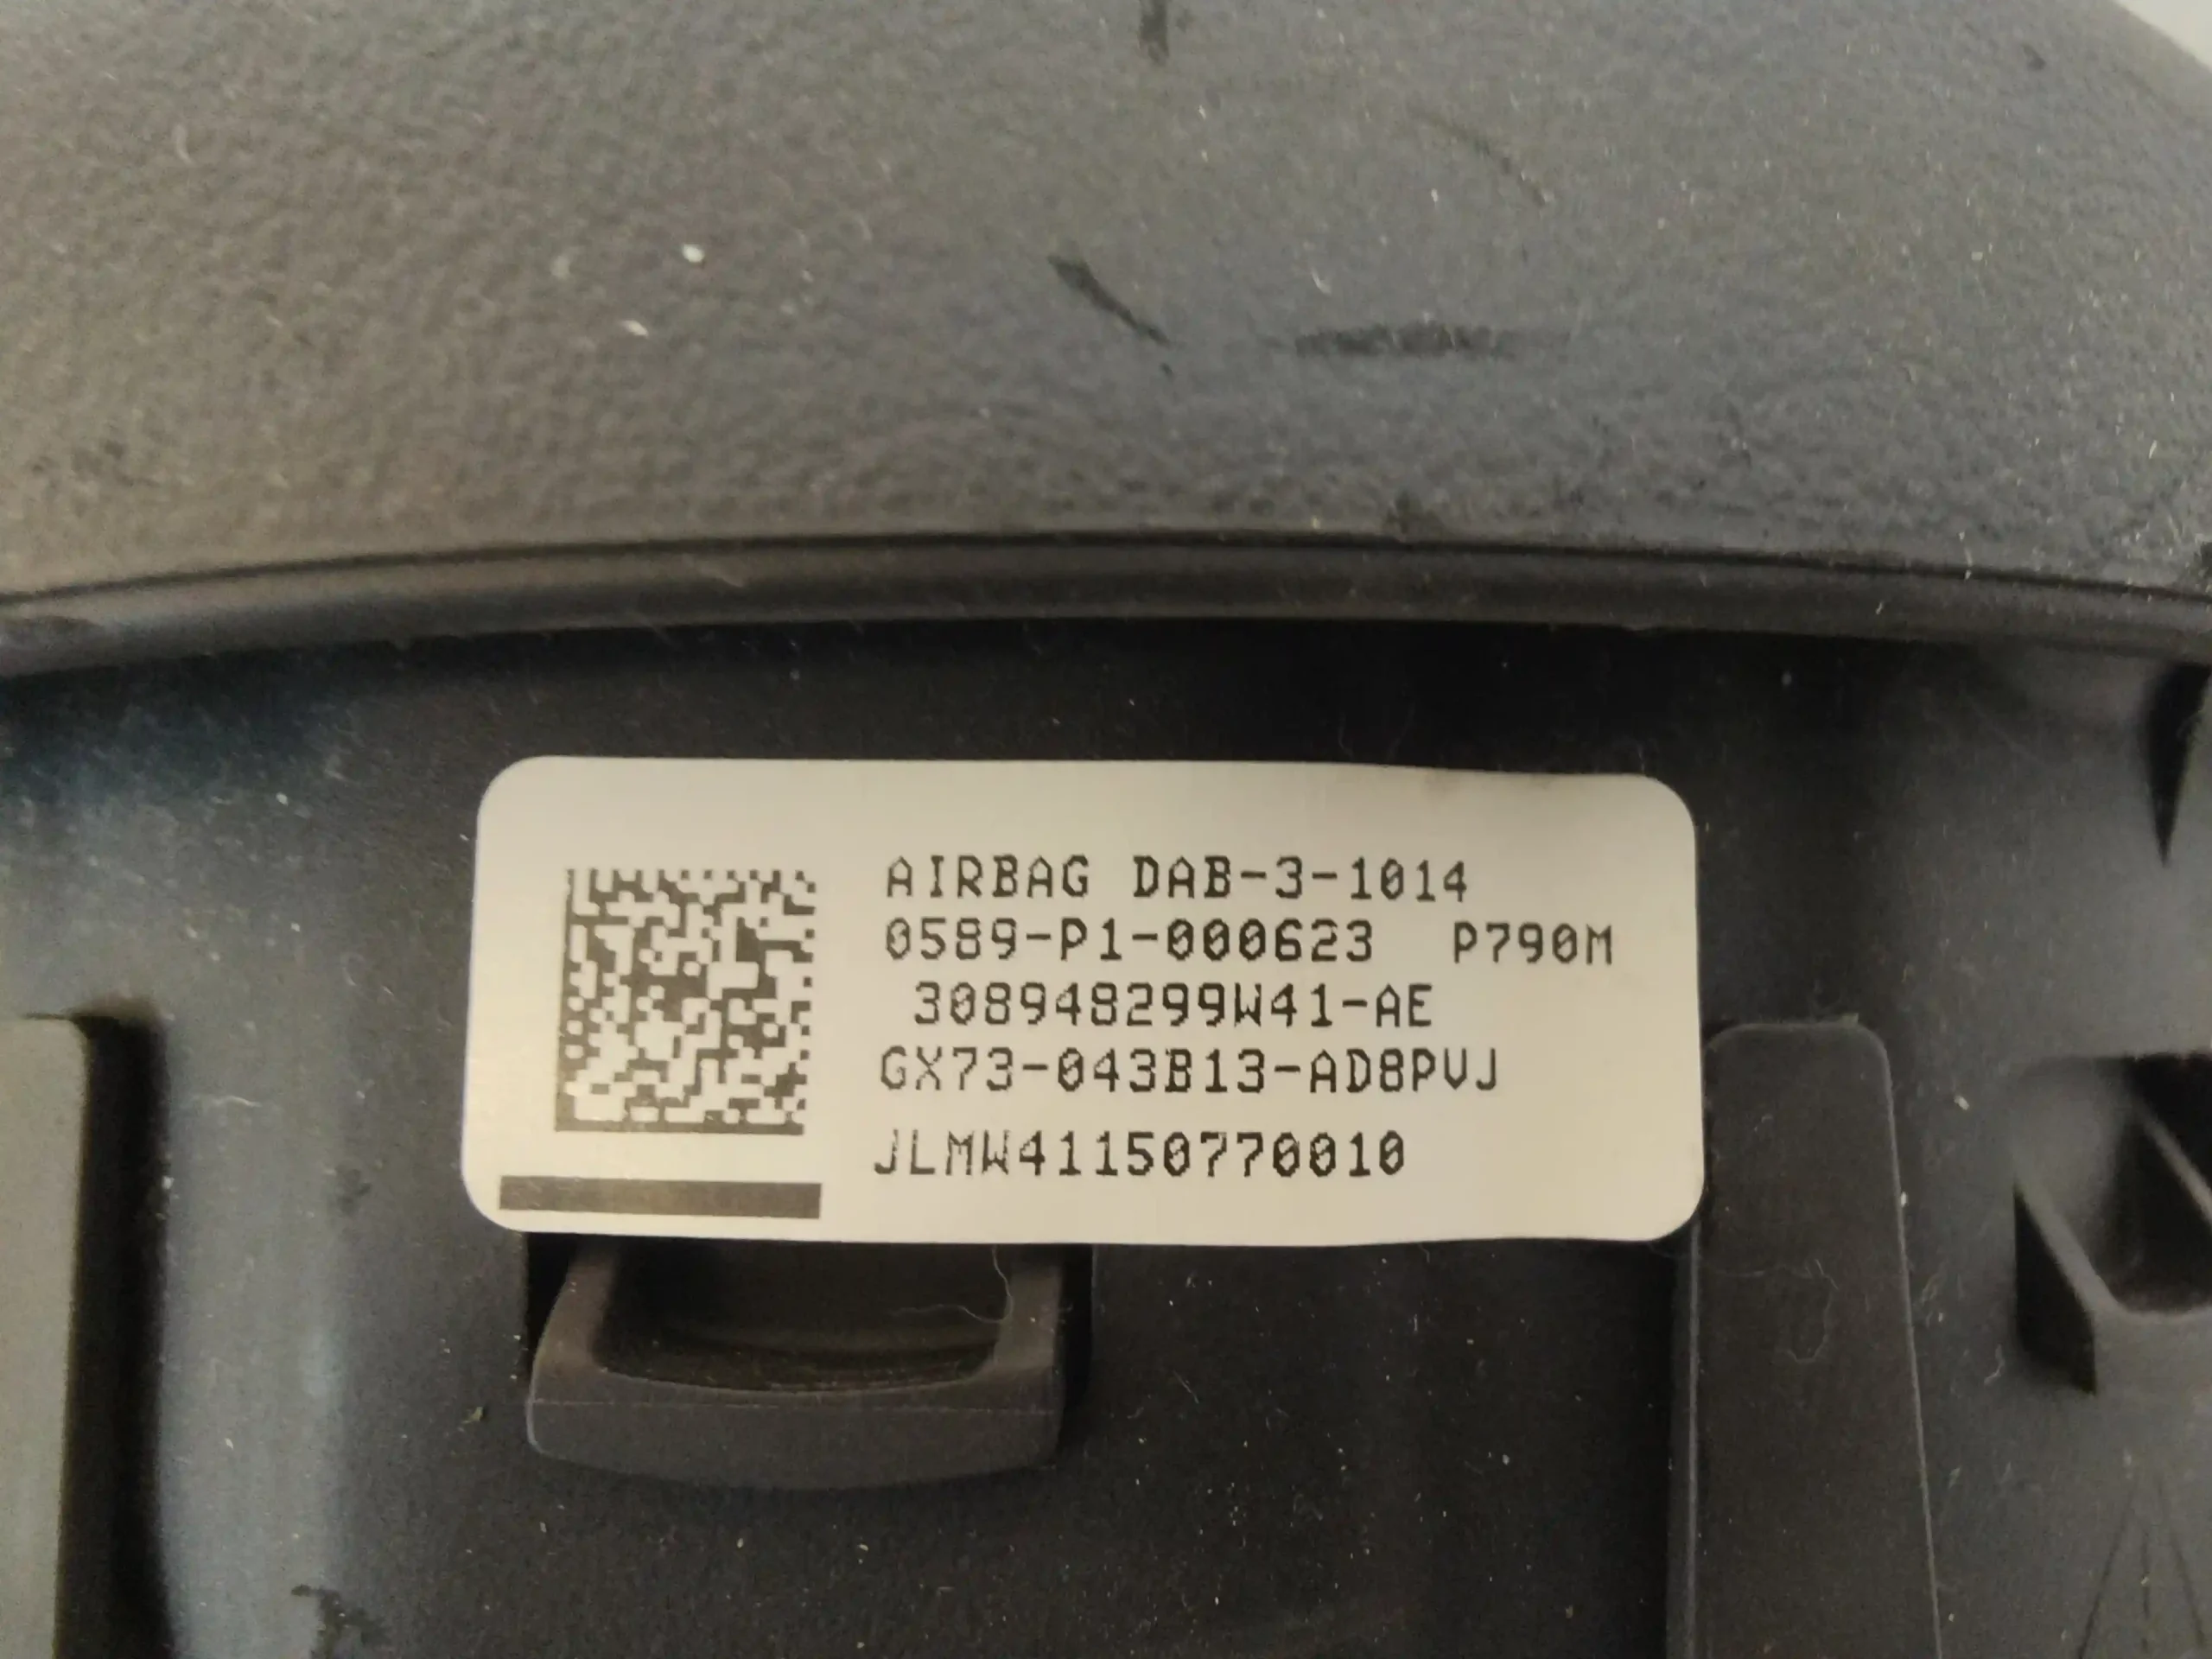 AIRBAG DAB-3-1014
0589-P1-000623 P790M
308948299W41-AE
GX73-043B13-AD8PVJ
JLMW41150770010